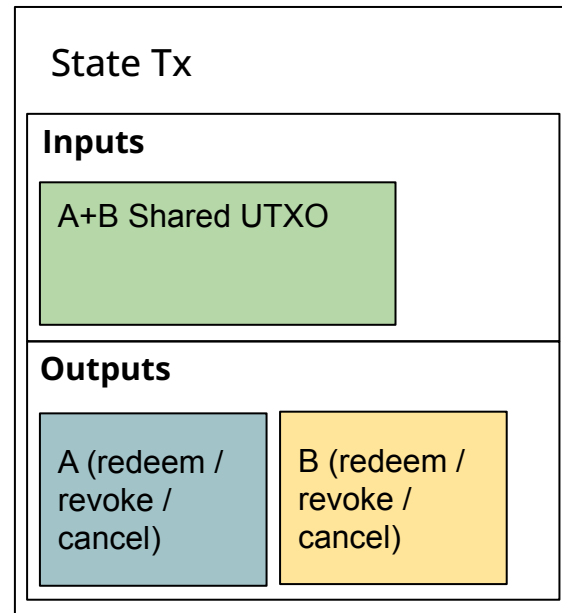 State Tx
Inputs
A+B Shared UTXO
Outputs
A (redeem /
revoke /
cancel)
B (redeem /
revoke /
cancel)